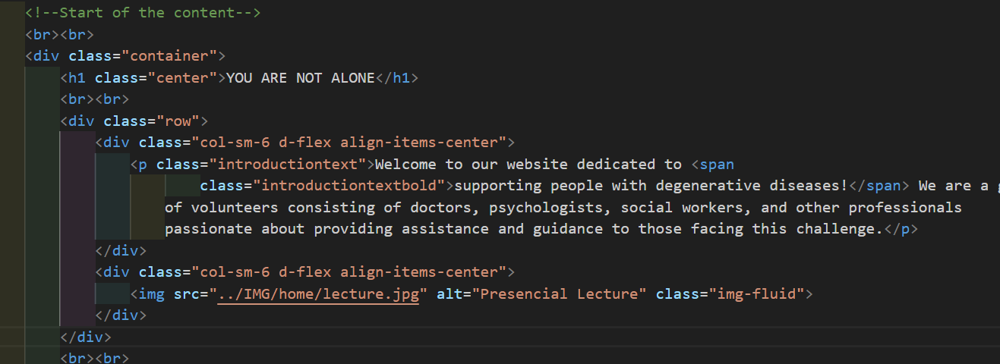 <!--Start of the content-->
<br><br>
<div class="container">
<h1 class="center">YOU ARE NOT ALONE</h1>
<br><br>
<div class="row">
<div class="col-sm-6 d-flex align-items-center">
<p class="introductiontext">Welcome to our website dedicated to <span
class="introductiontextbold">supporting people with degenerative diseases!</span> We are a
of volunteers consisting of doctors, psychologists, social workers, and other professionals
passionate about providing assistance and guidance to those facing this challenge.</p>
</div>
<div class="col-sm-6 d-flex align-items-center">
<img src="../IMG/home/lecture.jpg" alt="Presencial Lecture" class="img-fluid">
</div>
</div>
<br><br>